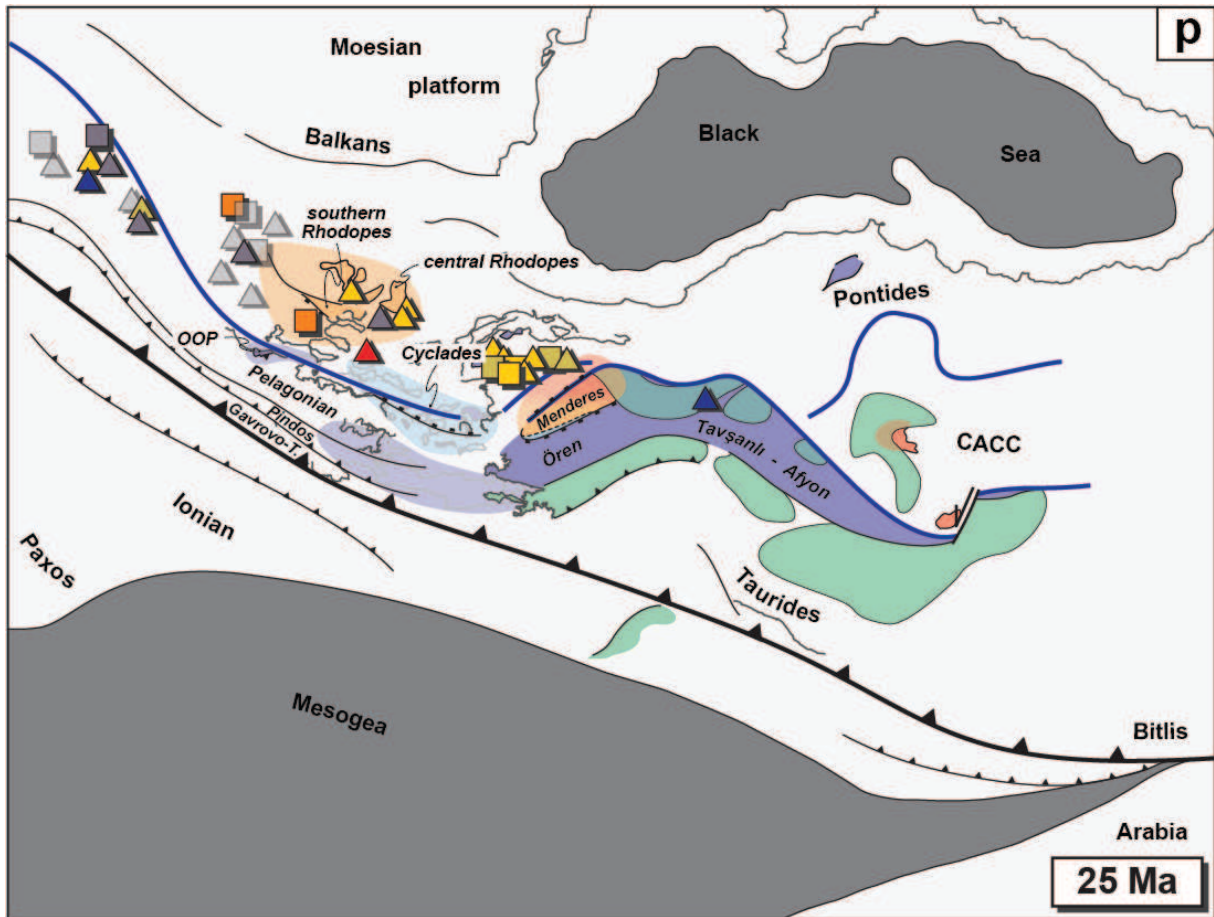 p
Moesian
platform
Balkans
Black
Sea
southern
Rhodopes
central Rhodopes
Pontides
OOP
Cyclades
Pelagonian
Pindos
Gavrovo-T.
Menderes
Ören
Tavşanlı - Afyon
CACC
Ionian
Paxos
Taurides
Mesogea
Bitlis
Arabia
25 Ma